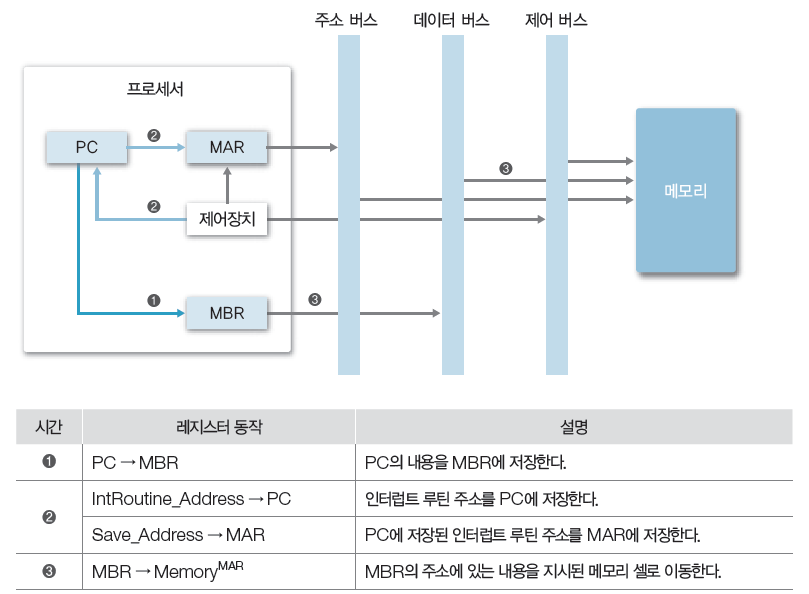 주소 버스 데이터 버스 제어 버스
프로세서
❷
PC MAR
❸
메모리
❷
제어장치
❶ ❸
MBR
시간 레지스터 동작 설명
❶ PC → MBR PC의 내용을 MBR에 저장한다.
❷ IntRoutine_Address → PC 인터럽트 루틴 주소를 PC에 저장한다.
Save_Address → MAR PC에 저장된 인터럽트 루틴 주소를 MAR에 저장한다.
❸ MBR → Memory^MAR MBR의 주소에 있는 내용을 지시된 메모리 셀로 이동한다.